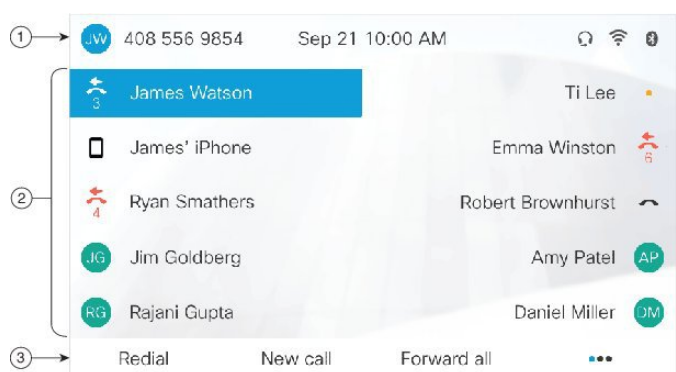 1 JW 408 556 9854 Sep 21 10:00 AM
3 James Watson Ti Lee
James' iPhone Emma Winston 6
2 4 Ryan Smathers Robert Brownhurst
JG Jim Goldberg Amy Patel AP
RG Rajani Gupta Daniel Miller DM
3 Redial New call Forward all